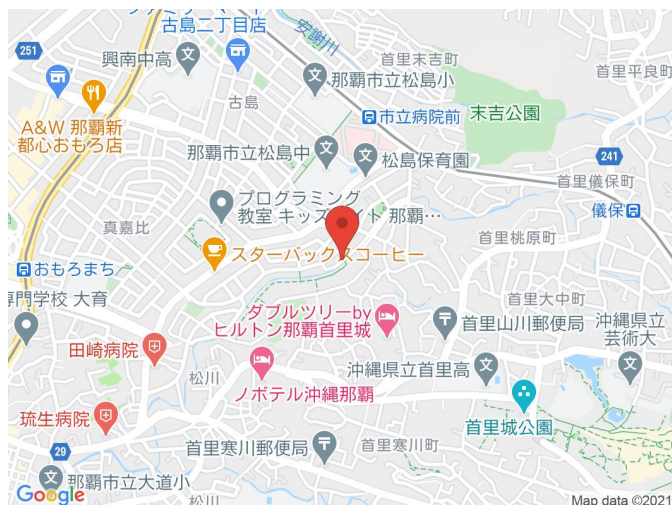 古島二丁目店
安謝川
251
興南中高
首里末吉町
首里平良町
那覇市立松島小
古島
末吉公園
A&W 那覇新
都心おもろ店
市立病院前
241
那覇市立松島中
松島保育園
首里儀保町
プログラミング
教室 キッズ
那覇…
儀保
真嘉比
首里桃原町
おもろまち
スターバックスコーヒー
首里大中町
専門学校 大育
ダブルツリーby
ヒルトン那覇首里城
首里山川郵便局
沖縄県立
芸術大
田崎病院
松川
沖縄県立首里高
ノボテル沖縄那覇
琉生病院
首里城公園
29
首里寒川郵便局
首里寒川町
那覇市立大道小
松川
Google
Map data ©2021